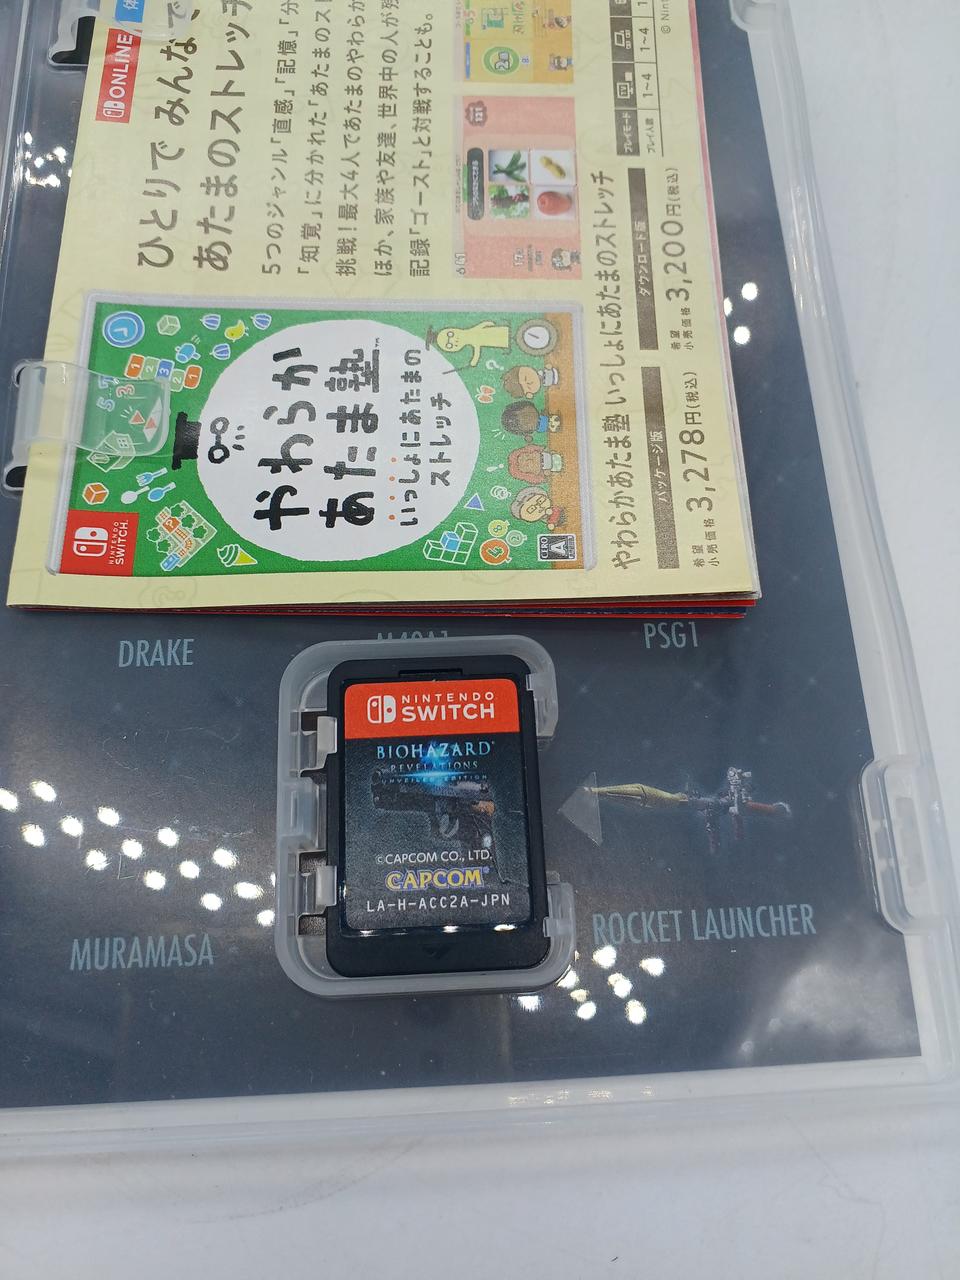 ONLINE
ひとりで みんなで
あたまのストレッチ
5つのジャンル「直感」「記憶」「分
「知覚」に分かれた「あたまのスト
挑戦！最大4人であたまのやわらか
ほか、家族や友達、世界中の人が残
記録「ゴースト」と対戦することも。
やわらか
あたま塾™
いっしょにあたまの
ストレッチ
NINTENDO
SWITCH
CERO
A
やわらかあたま塾 いっしょにあたまのストレッチ
パッケージ版
希望
小売価格 3,278円(税込)
ダウンロード版
希望
小売価格 3,200円(税込)
プレイモード
プレイ人数
1~4
1~4
© Nin
DRAKE
M40A1
PSG1
NINTENDO
SWITCH
BIOHAZARD
REVELATIONS
UNVEILED EDITION
©CAPCOM CO., LTD.
CAPCOM
LA-H-ACC2A-JPN
MURAMASA
ROCKET LAUNCHER